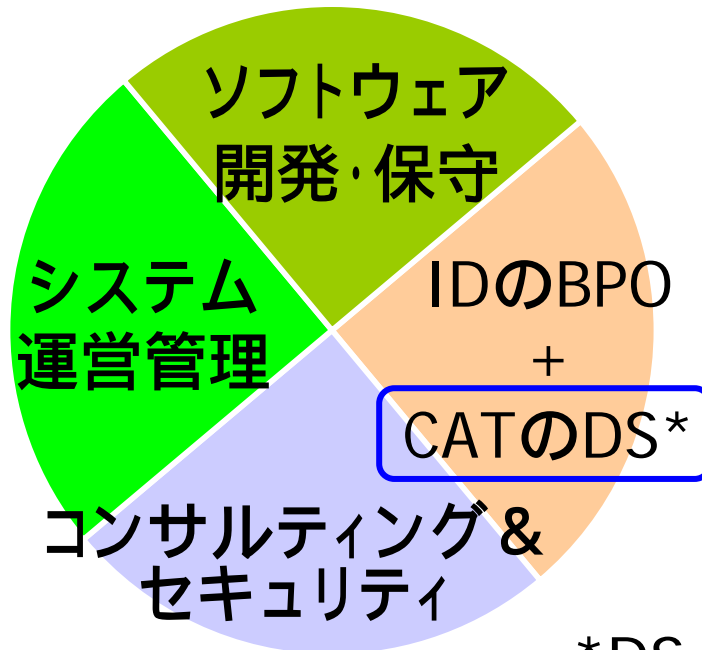 ソフトウェア
開発・保守
システム
運営管理
IDのBPO
+
CATのDS*
コンサルティング&
セキュリティ
*DS